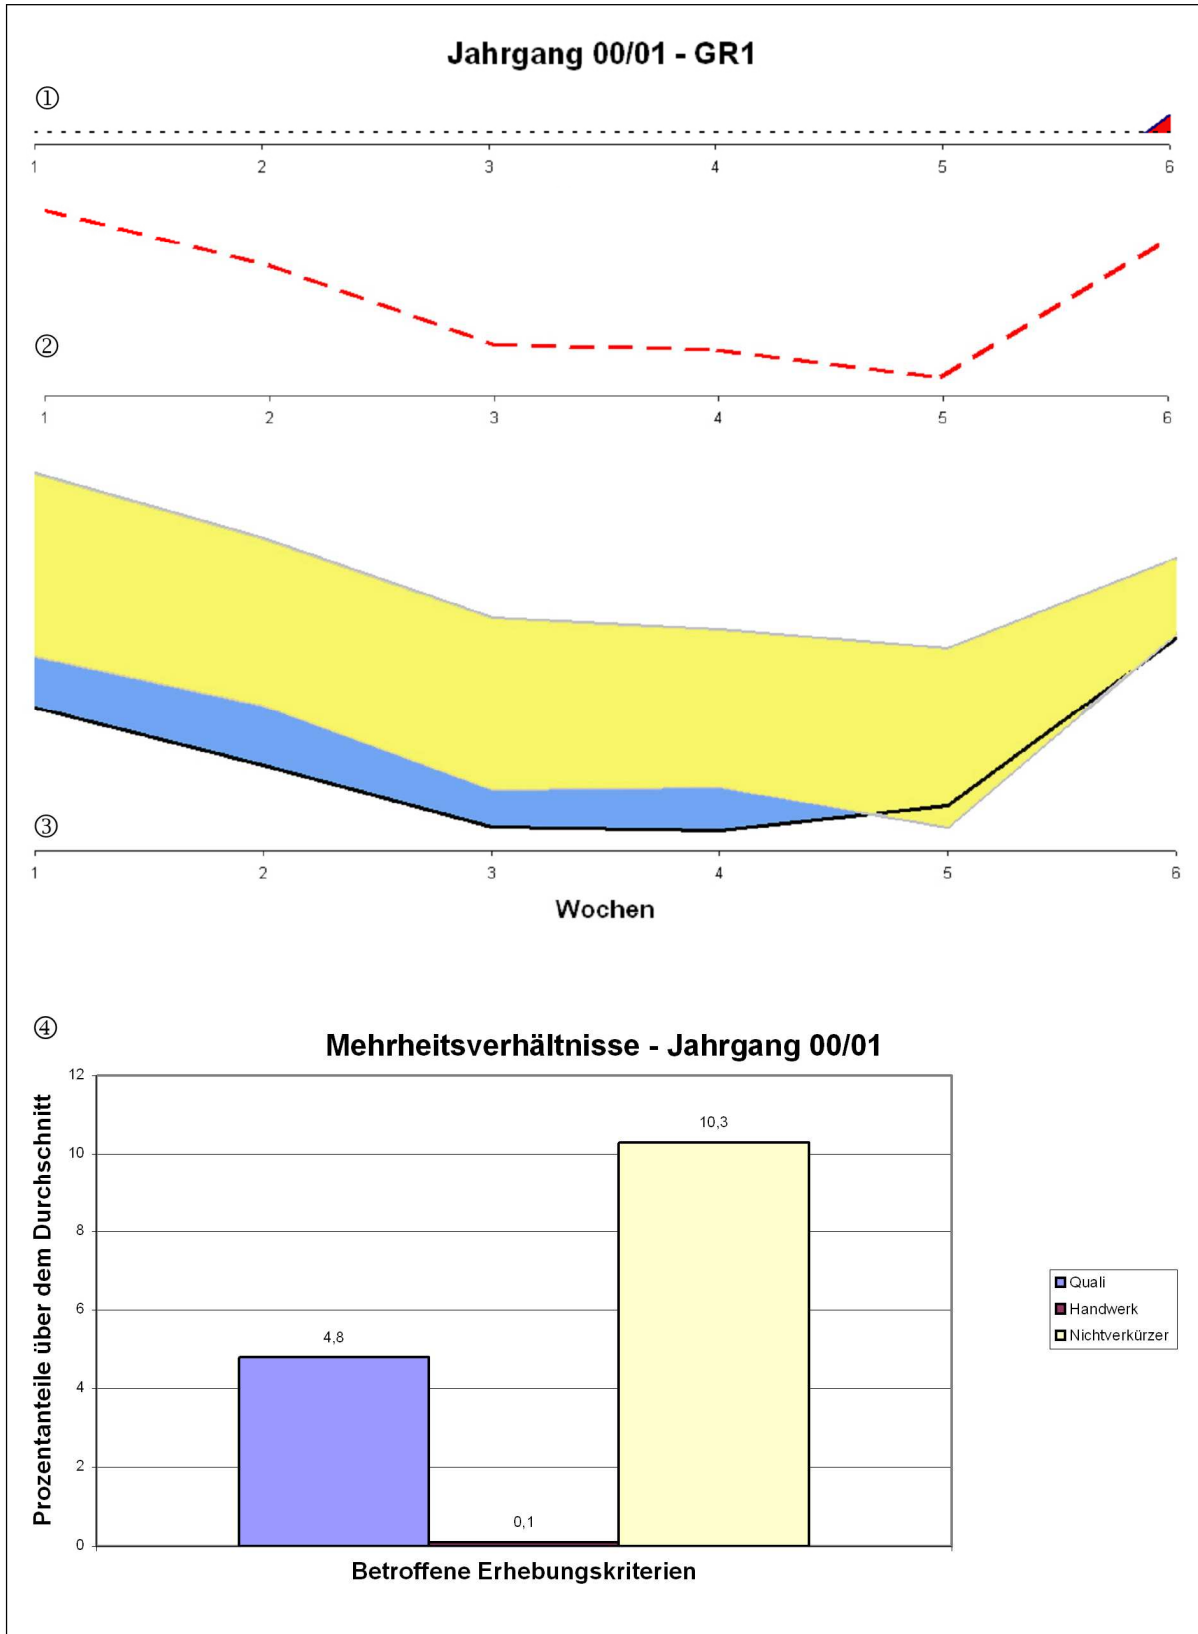 Jahrgang 00/01 - GR1
①
1 2 3 4 5 6
②
1 2 3 4 5 6
③
1 2 3 4 5 6
Wochen
④
Mehrheitsverhältnisse - Jahrgang 00/01
Prozentanteile über dem Durchschnitt
12
10
8
6
4
2
0
4,8
0,1
10,3
Betroffene Erhebungskriterien
Quali
Handwerk
Nichtverkürzer